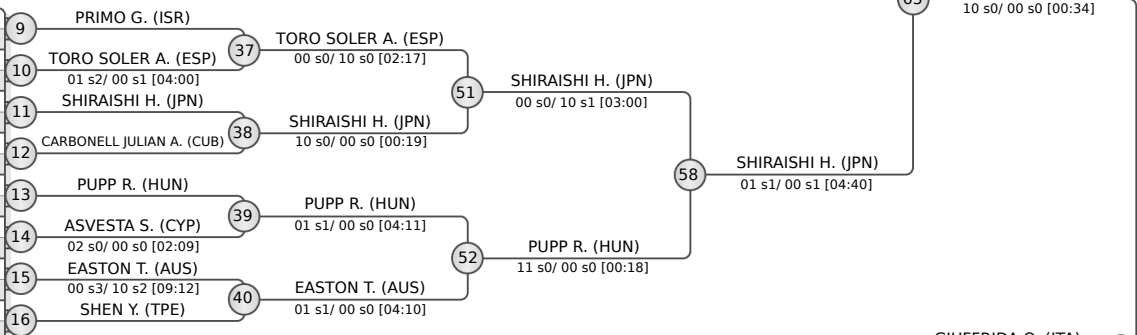 10 s0/ 00 s0 [00:34]
9
PRIMO G. (ISR)
37
TORO SOLER A. (ESP)
00 s0/ 10 s0 [02:17]
10
TORO SOLER A. (ESP)
01 s2/ 00 s1 [04:00]
51
SHIRAISHI H. (JPN)
00 s0/ 10 s1 [03:00]
11
SHIRAISHI H. (JPN)
38
SHIRAISHI H. (JPN)
10 s0/ 00 s0 [00:19]
12
CARBONELL JULIAN A. (CUB)
58
SHIRAISHI H. (JPN)
01 s1/ 00 s1 [04:40]
13
PUPP R. (HUN)
39
PUPP R. (HUN)
01 s1/ 00 s0 [04:11]
14
ASVESTA S. (CYP)
02 s0/ 00 s0 [02:09]
52
PUPP R. (HUN)
11 s0/ 00 s0 [00:18]
15
EASTON T. (AUS)
00 s3/ 10 s2 [09:12]
40
EASTON T. (AUS)
01 s1/ 00 s0 [04:10]
16
SHEN Y. (TPE)